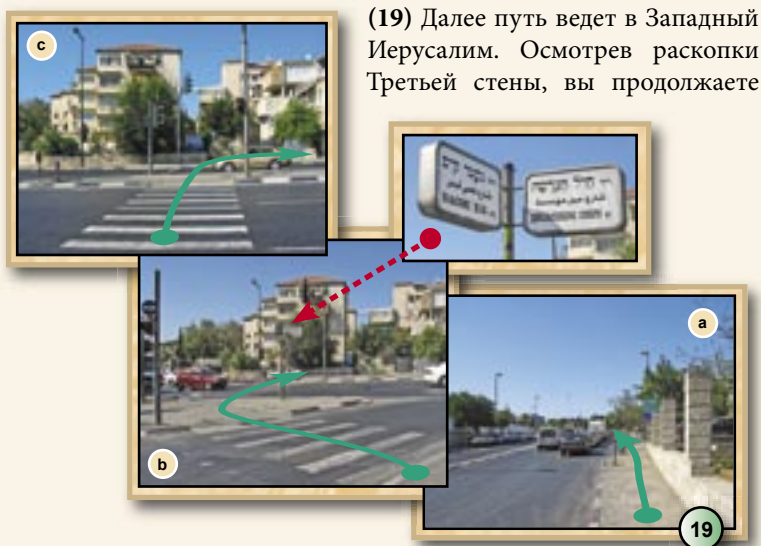 (19) Далее путь ведет в Западный
Иерусалим. Осмотрев раскопки
Третьей стены, вы продолжаете
c
b
a
19